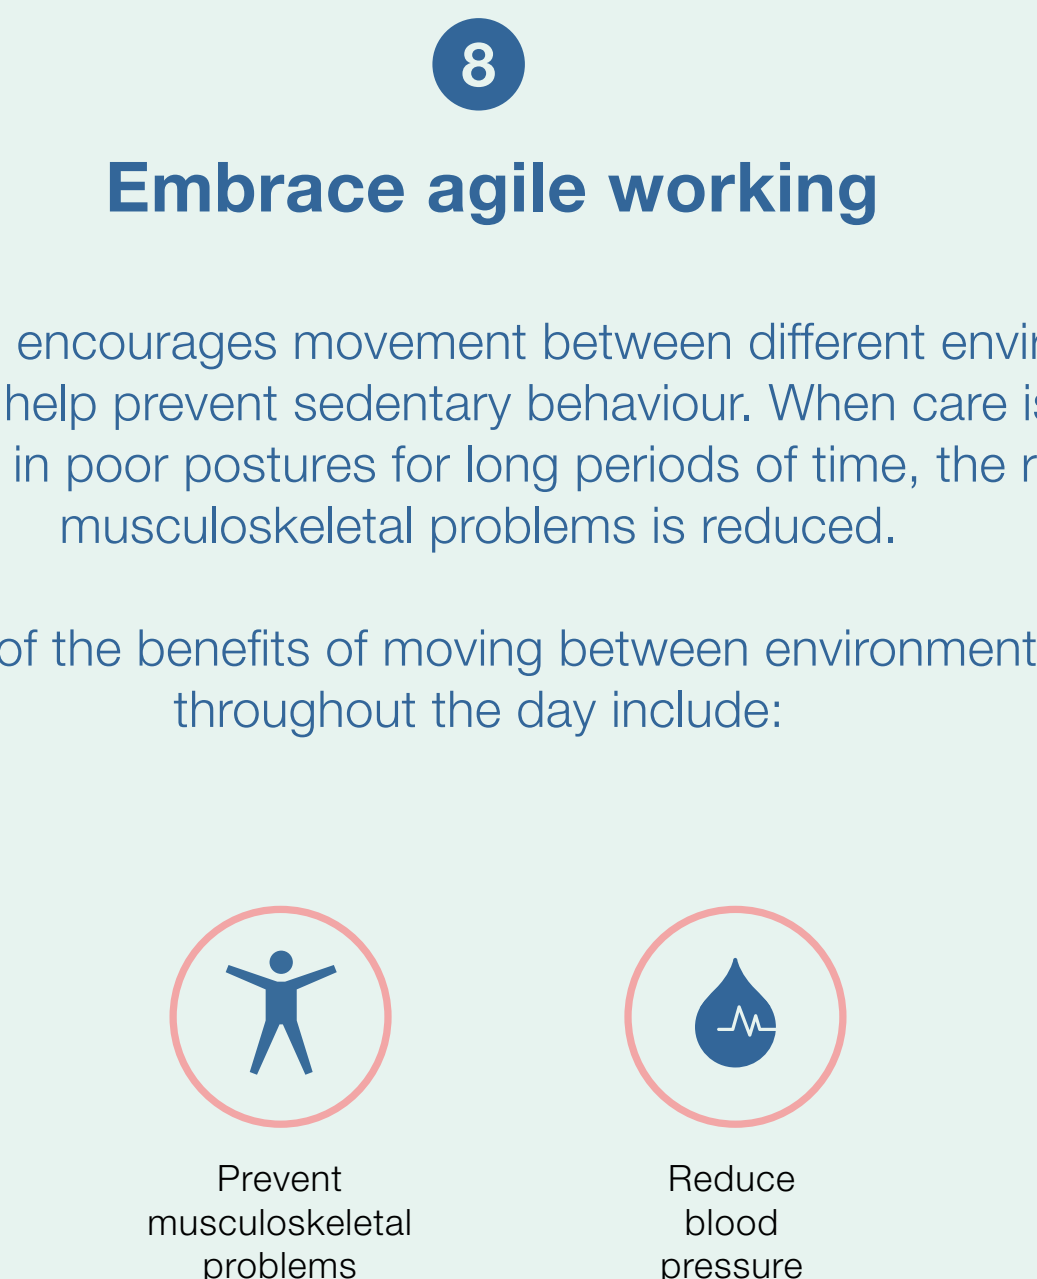 8
Embrace agile working
encourages movement between different
help prevent sedentary behaviour. When care
in poor postures for long periods of time, the
musculoskeletal problems is reduced.
of the benefits of moving between environment
throughout the day include:
Prevent
musculoskeletal
problems
Reduce
blood
pressure